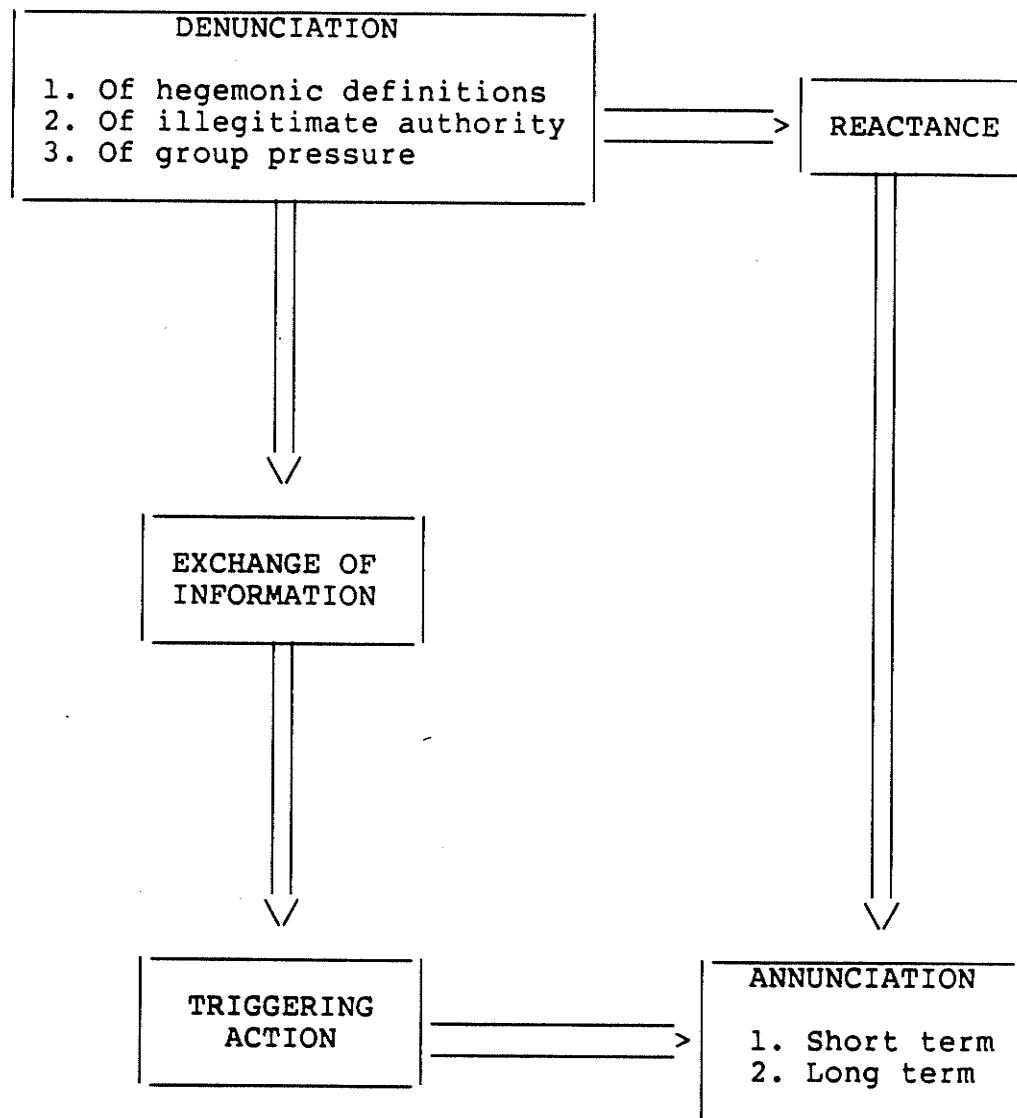 DENUNCIATION
1. Of hegemonic definitions
2. Of illegitimate authority
3. Of group pressure
REACTANCE
EXCHANGE OF
INFORMATION
TRIGGERING
ACTION
ANNUNCIATION
1. Short term
2. Long term